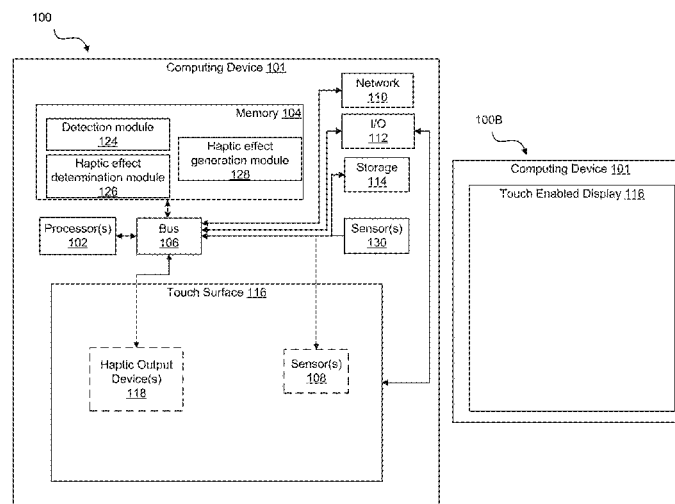 100
Computing Device 101
Memory 104
Detection module
124
Haptic effect
determination module
126
Haptic effect
generation module
128
Network
110
I/O
112
Storage
114
Processor(s)
102
Bus
106
Sensor(s)
130
Touch Surface 116
Haptic Output
Device(s)
118
Sensor(s)
108
100B
Computing Device 101
Touch Enabled Display 116